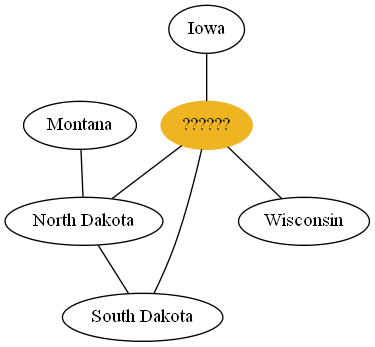 Iowa
Montana
??????
North Dakota
Wisconsin
South Dakota